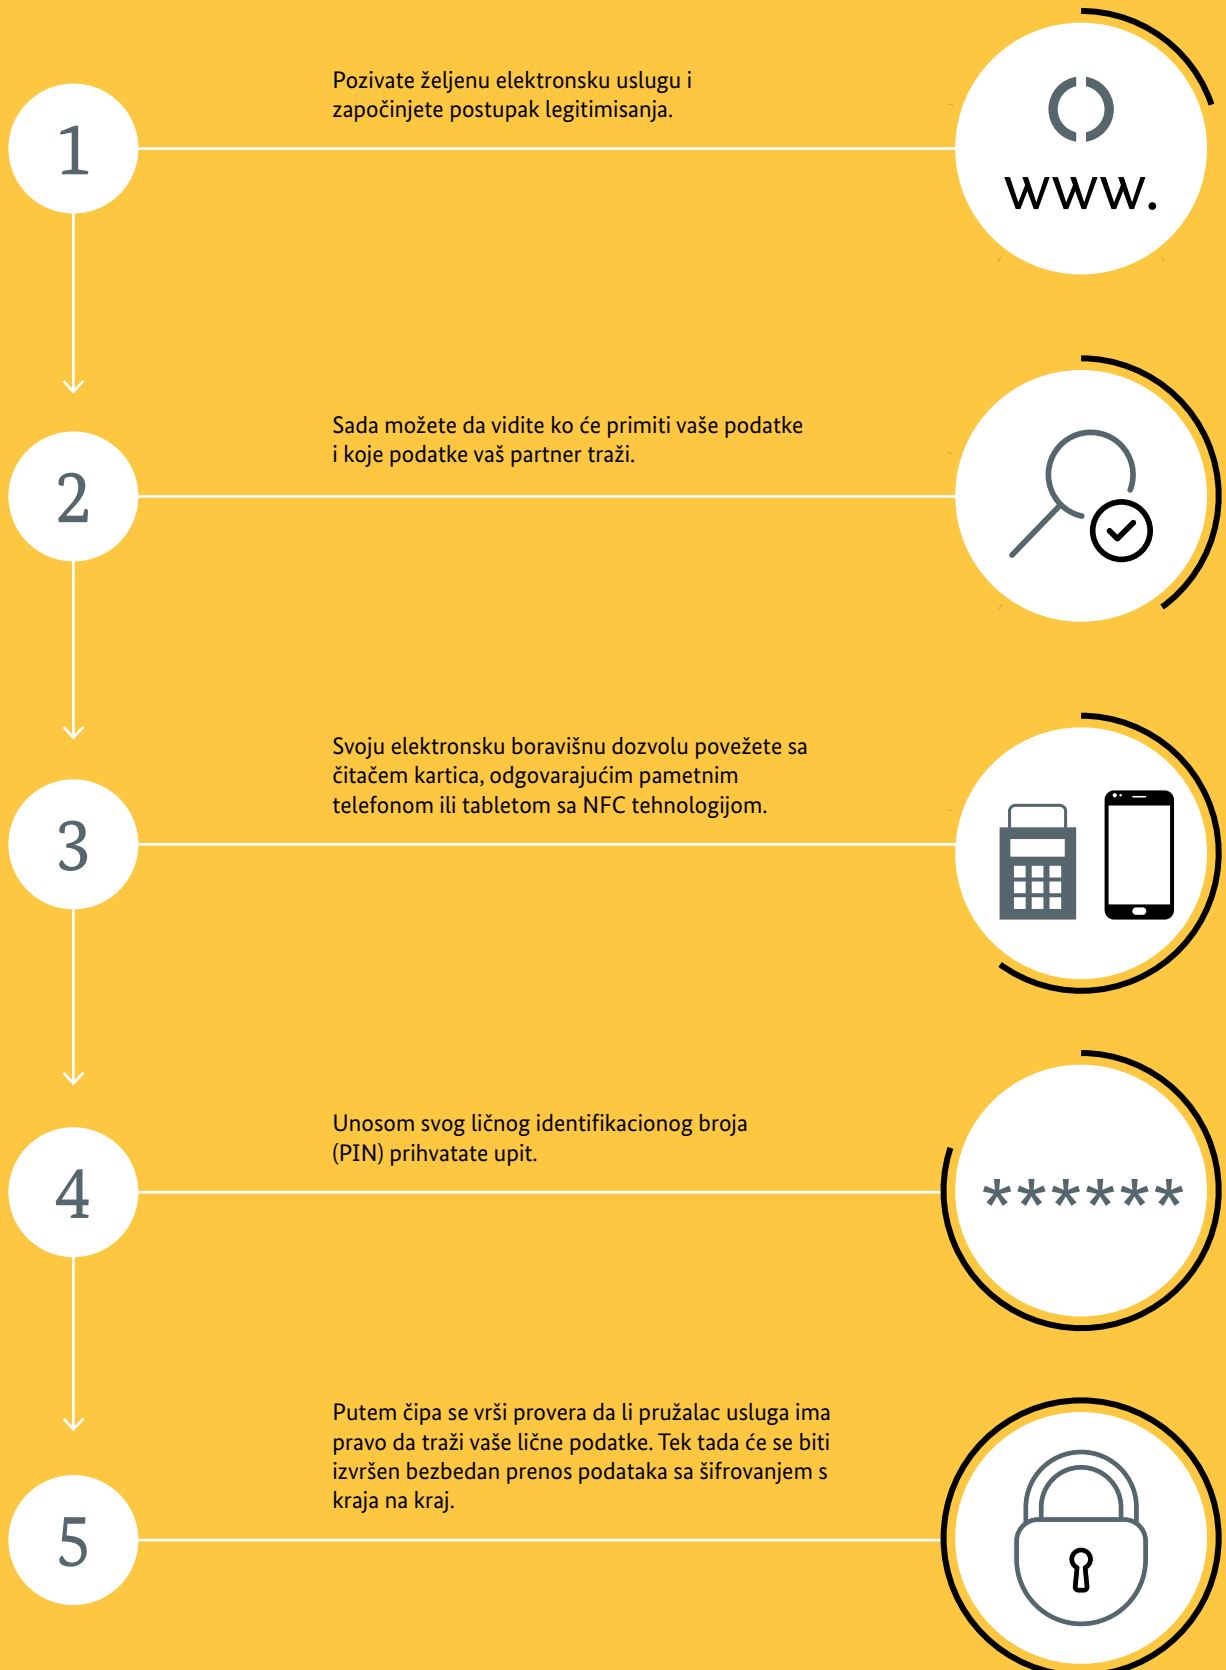 1
Pozivate željenu elektronsku uslugu i
započinjete postupak legitimisanja.
www.
2
Sada možete da vidite ko će primiti vaše podatke
i koje podatke vaš partner traži.
3
Svoju elektronsku boravišnu dozvolu povežete sa
čitačem kartica, odgovarajućim pametnim
telefonom ili tabletom sa NFC tehnologijom.
4
Unosom svog ličnog identifikacionog broja
(PIN) prihvatate upit.
******
5
Putem čipa se vrši provera da li pružalac usluga ima
pravo da traži vaše lične podatke. Tek tada će se biti
izvršen bezbedan prenos podataka sa šifrovanjem s
kraja na kraj.